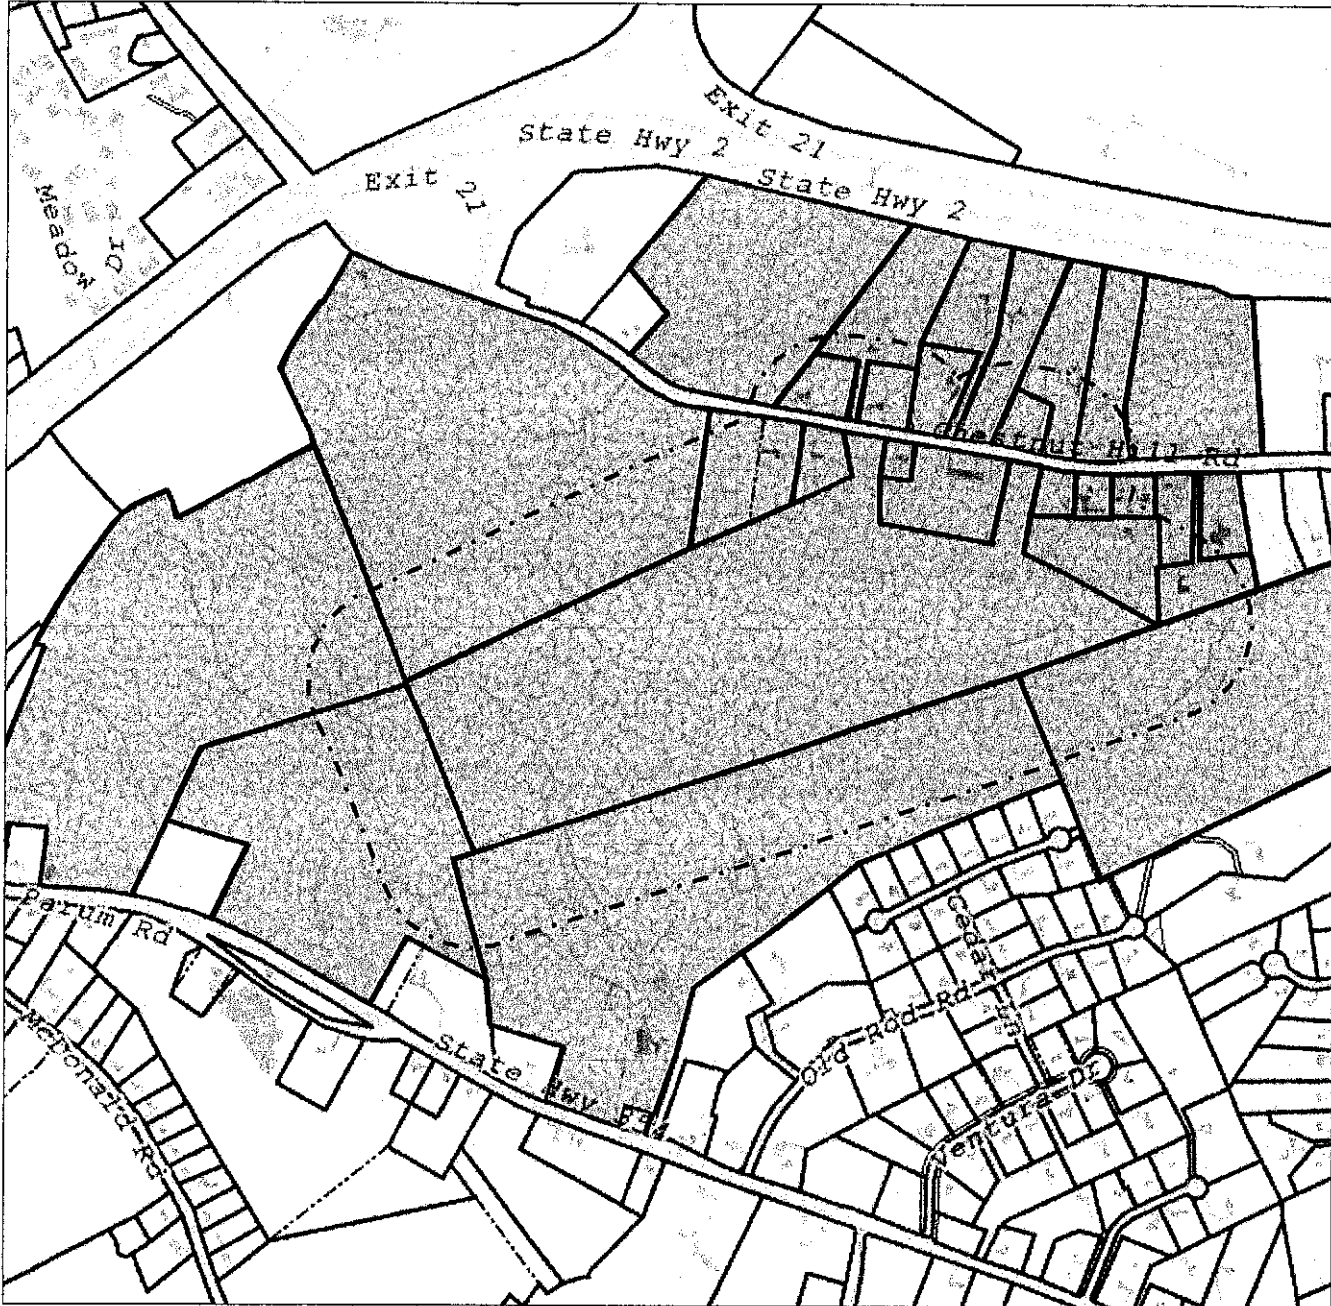 Exit 21
State Hwy 2
State Hwy 2
Exit 21
Meadow
Dr
Chestnut Hill Rd
Parum Rd
Cedar Ln
Old Rod Rd
McDonald Rd
State Hwy
Ventura Dr